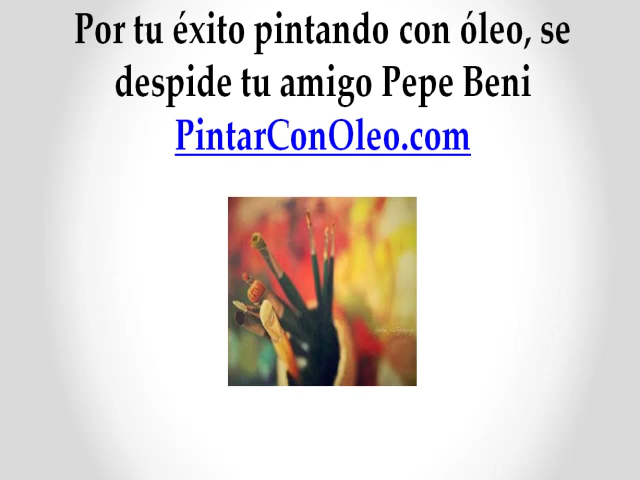 Por tu éxito pintando con óleo, se
despide tu amigo Pepe Beni
PintarConOleo.com